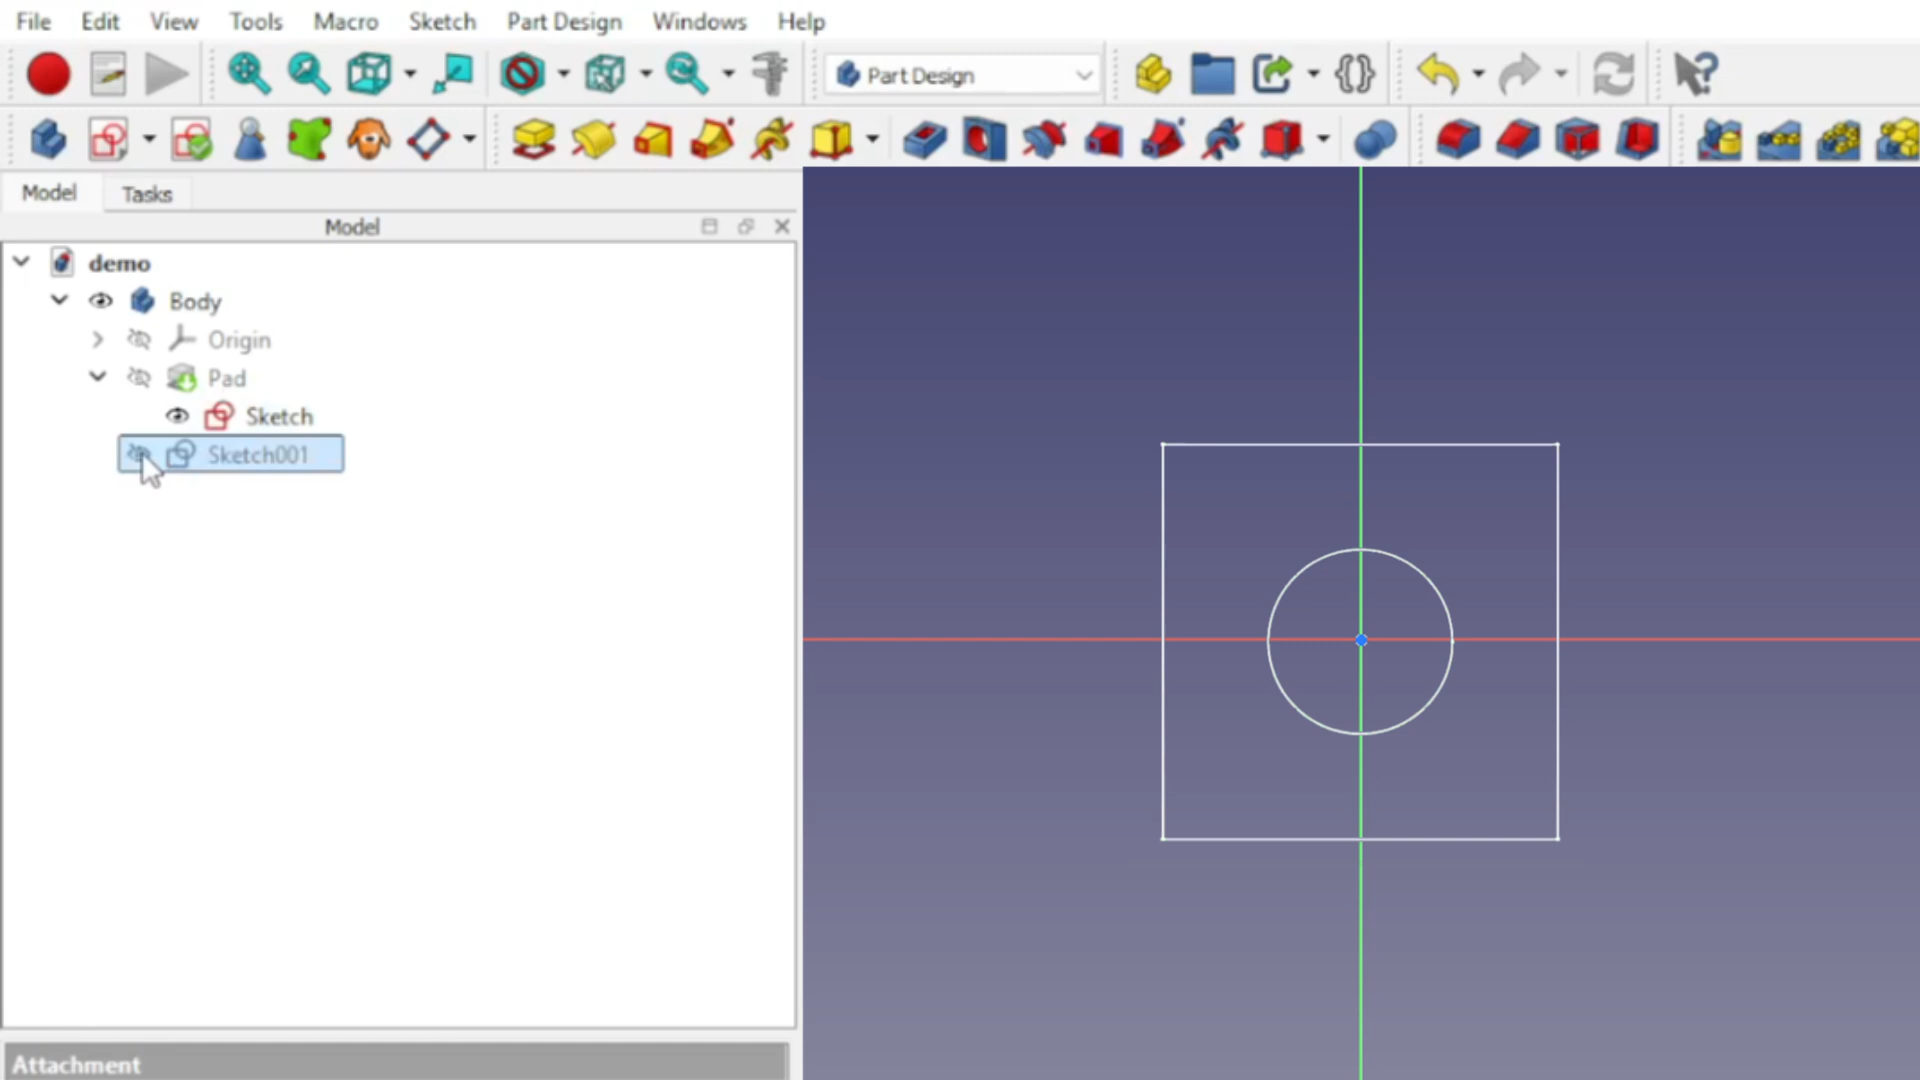 File Edit View Tools Macro Sketch Part Design Windows Help
Part Design
Model Tasks
Model
demo
Body
Origin
Pad
Sketch
Sketch001
Attachment